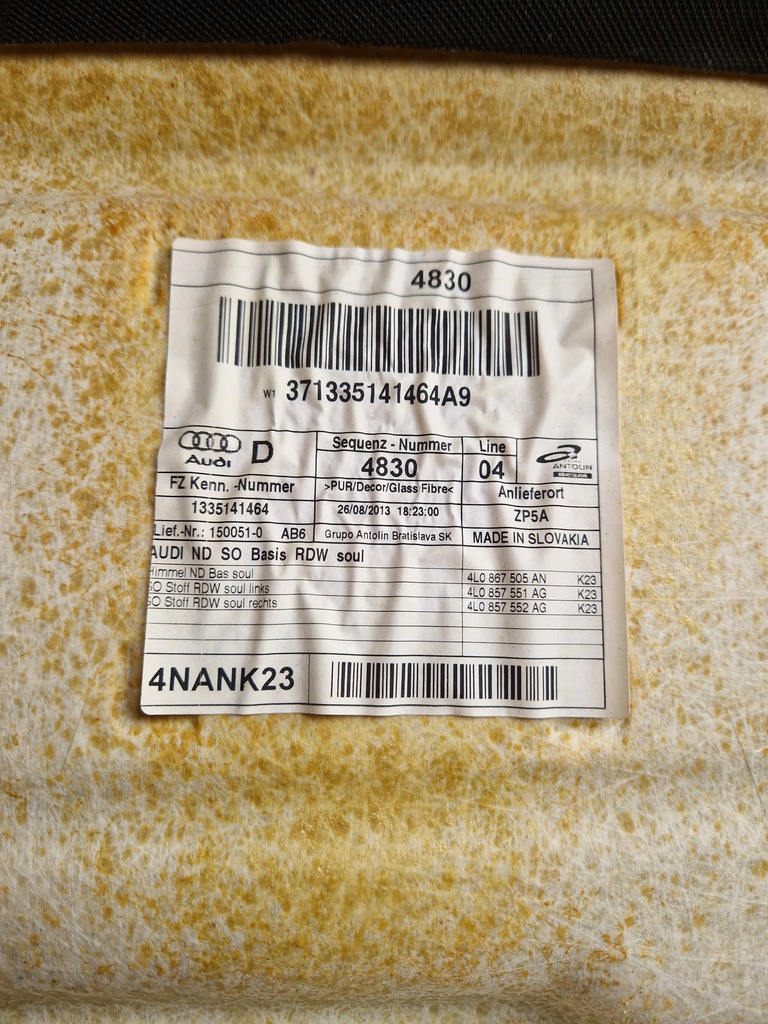 4830
W1 371335141464A9
Audi D
Sequenz - Nummer
4830
Line
04
ANTOLIN
FZ Kenn. -Nummer
1335141464
>PUR/Decor/Glass Fibre<
26/08/2013 18:23:00
Anlieferort
ZP5A
Lief.-Nr.: 150051-0 AB6
Grupo Antolin Bratislava SK
MADE IN SLOVAKIA
AUDI ND SO Basis RDW soul
Himmel ND Bas soul 4L0 867 505 AN K23
SO Stoff RDW soul links 4L0 857 551 AG K23
SO Stoff RDW soul rechts 4L0 857 552 AG K23
4NANK23